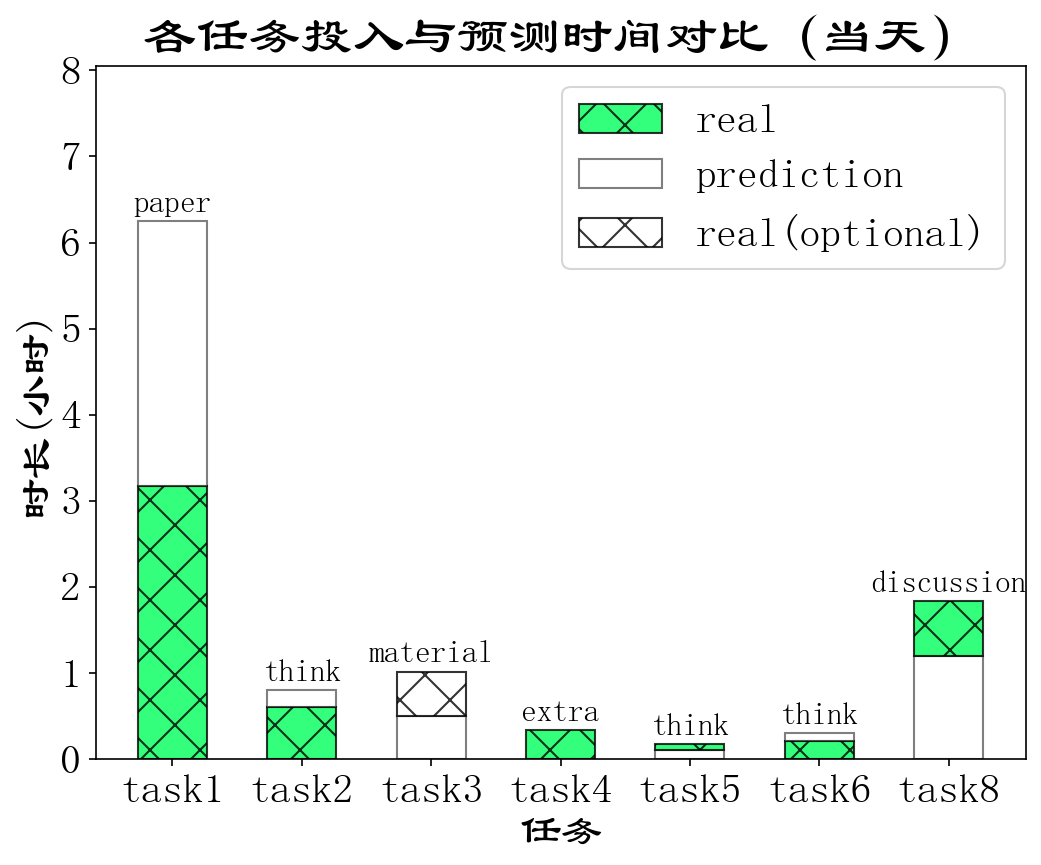 各任务投入与预测时间对比 (当天)
real
prediction
real(optional)
时长(小时)
8
7
6
5
4
3
2
1
0
paper
think
material
extra
think
think
discussion
task1 task2 task3 task4 task5 task6 task8
任务